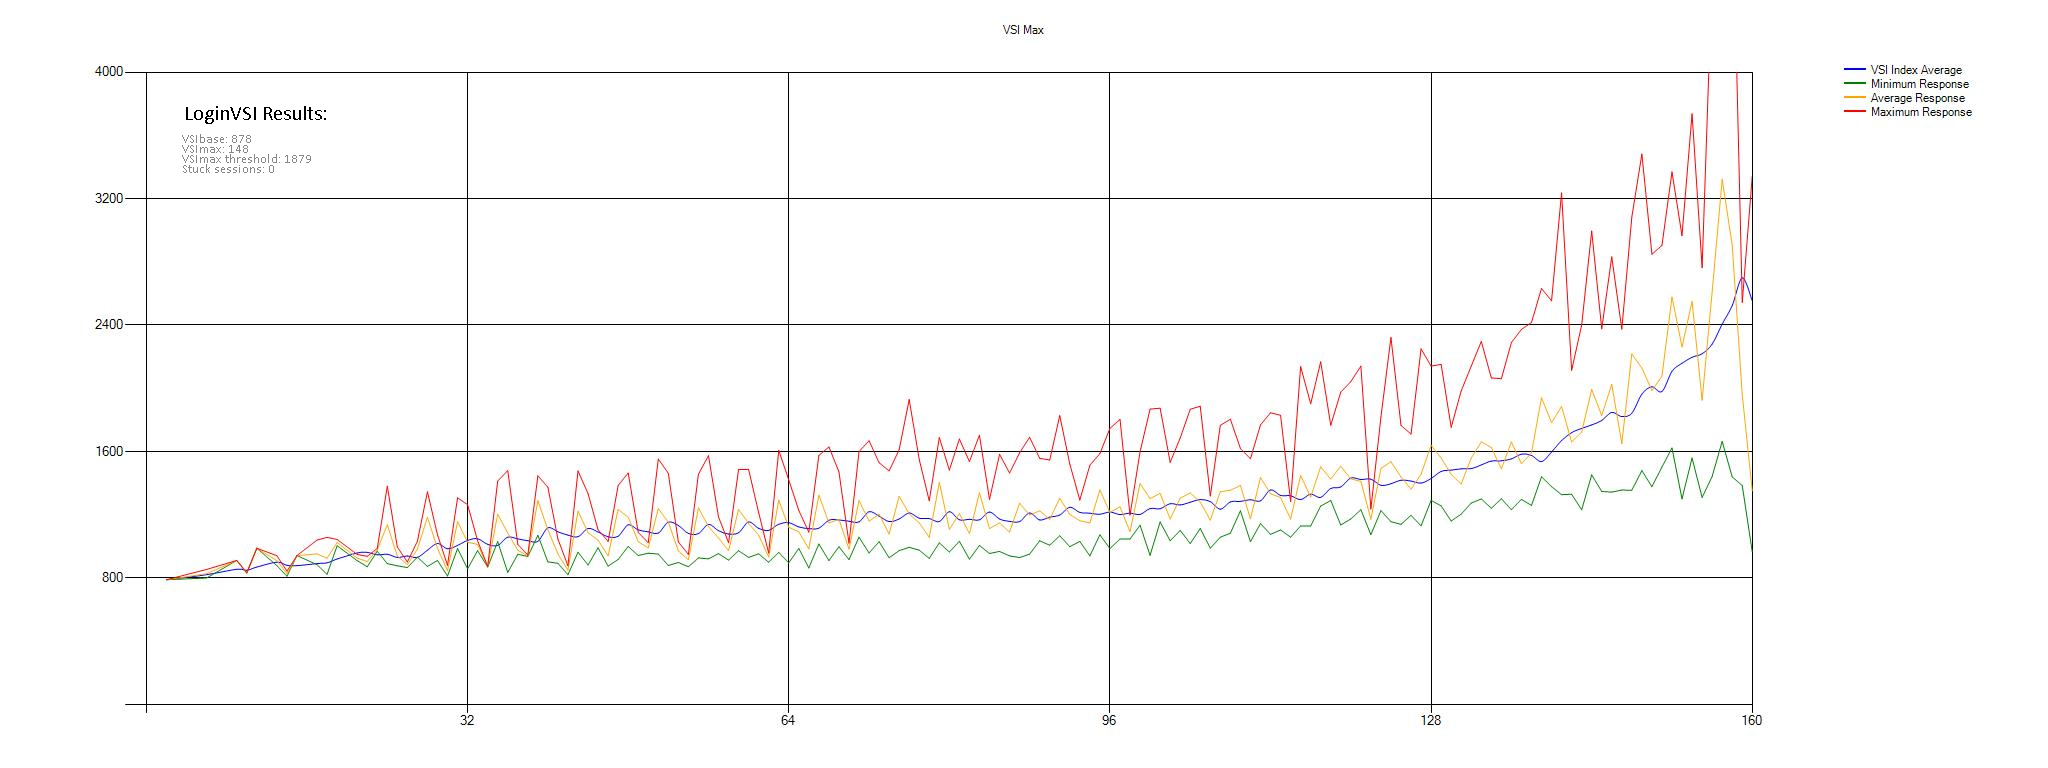 VSI Max
4000
3200
2400
1600
800
LoginVSI Results:
VSIbase: 878
VSImax: 148
VSImax threshold: 1879
Stuck sessions: 0
VSI Index Average
Minimum Response
Average Response
Maximum Response
32
64
96
128
160